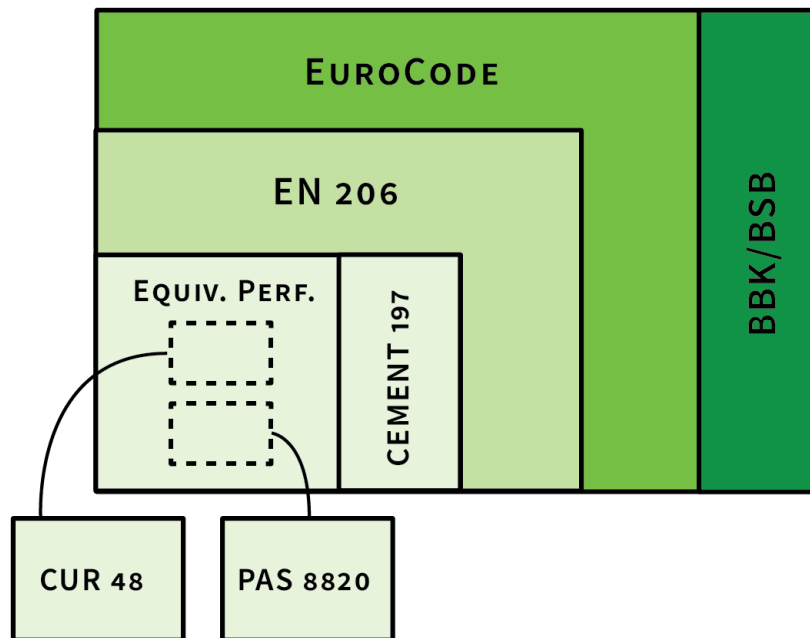 EUROCODE
EN 206
EQUIV. PERF.
CEMENT 197
BBK/BSB
CUR 48
PAS 8820